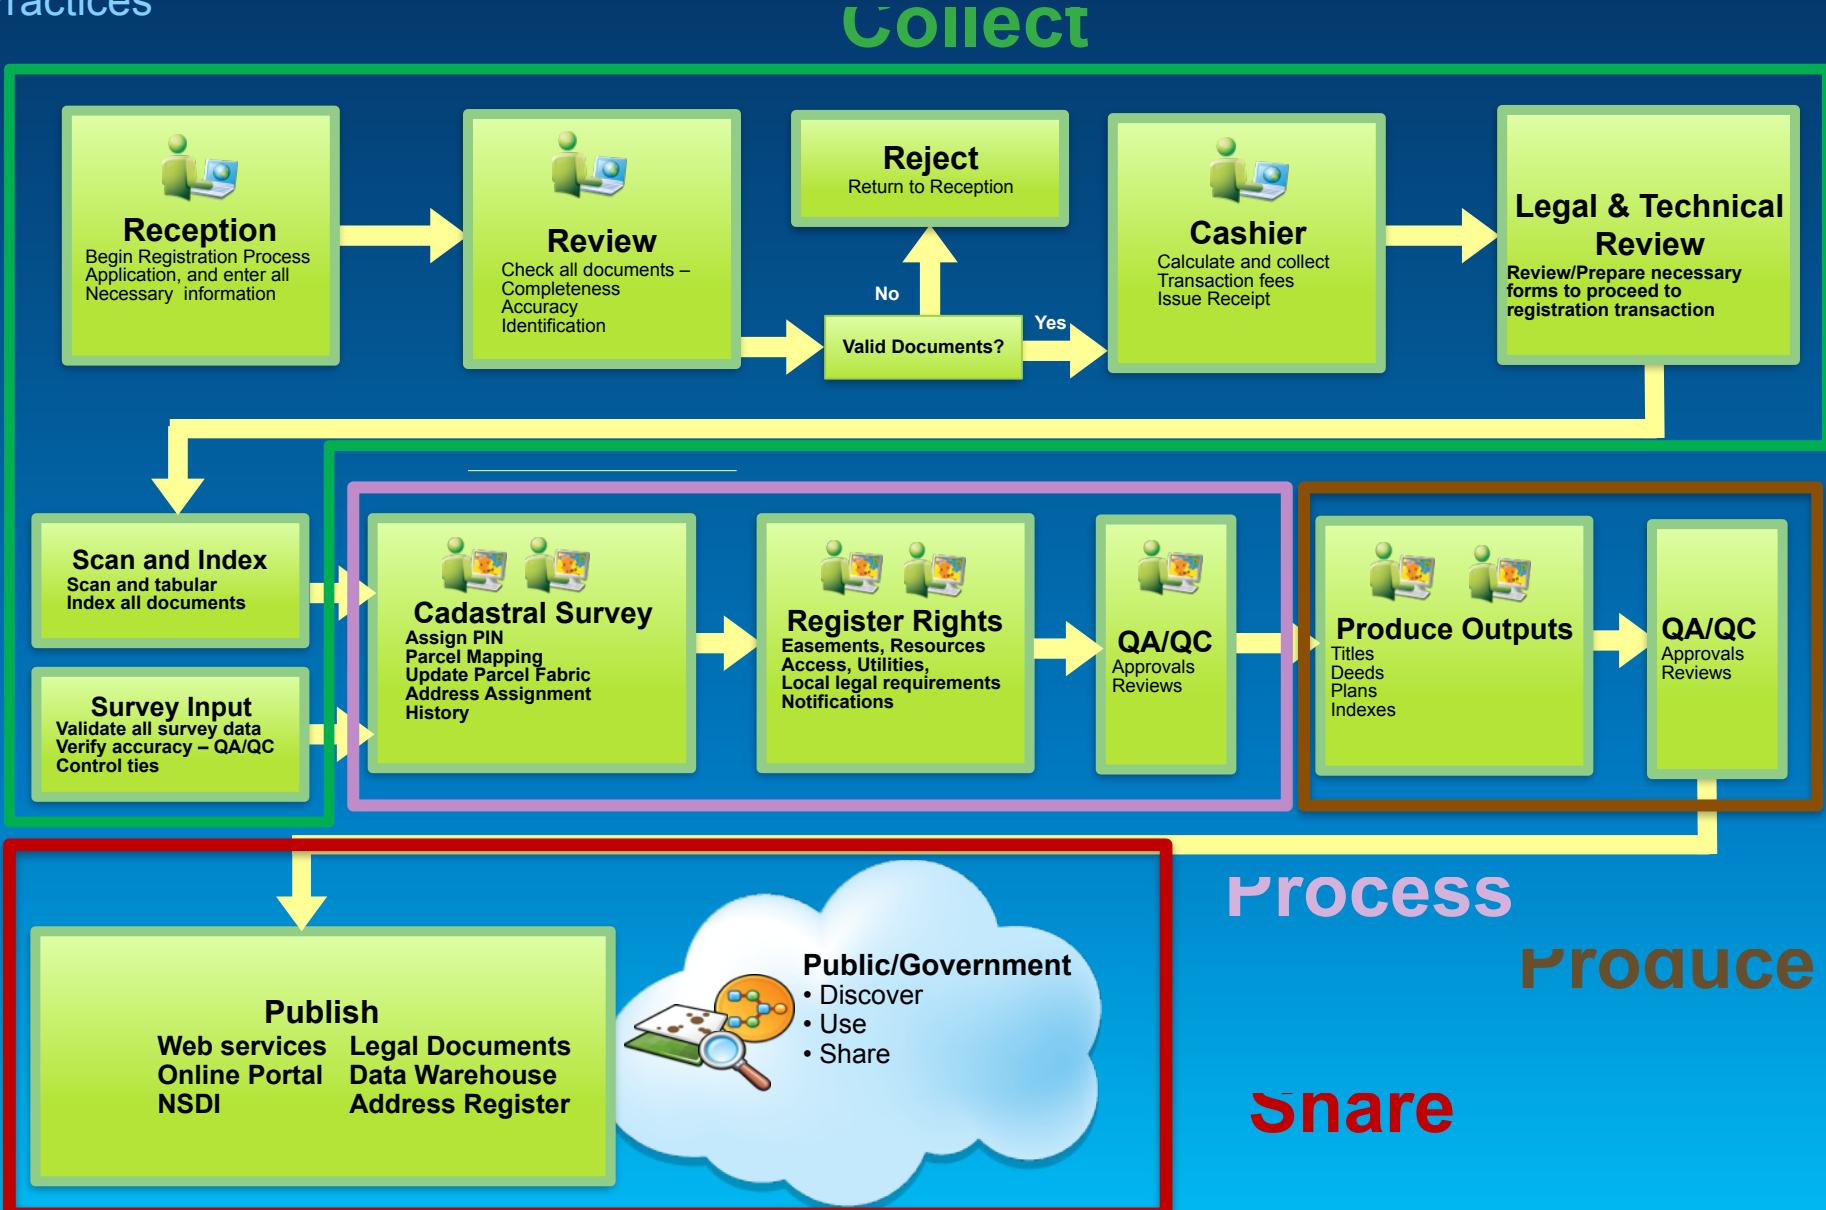 Collect
Reception
Begin Registration Process
Application, and enter all
Necessary information
Review
Check all documents –
Completeness
Accuracy
Identification
Reject
Return to Reception
No
Valid Documents?
Yes
Cashier
Calculate and collect
Transaction fees
Issue Receipt
Legal & Technical
Review
Review/Prepare necessary
forms to proceed to
registration transaction
Scan and Index
Scan and tabular
Index all documents
Survey Input
Validate all survey data
Verify accuracy – QA/QC
Control ties
Cadastral Survey
Assign PIN
Parcel Mapping
Update Parcel Fabric
Address Assignment
History
Register Rights
Easements, Resources
Access, Utilities,
Local legal requirements
Notifications
QA/QC
Approvals
Reviews
Produce Outputs
Titles
Deeds
Plans
Indexes
QA/QC
Approvals
Reviews
Process
Produce
Share
Publish
Web services Legal Documents
Online Portal Data Warehouse
NSDI Address Register
Public/Government
• Discover
• Use
• Share